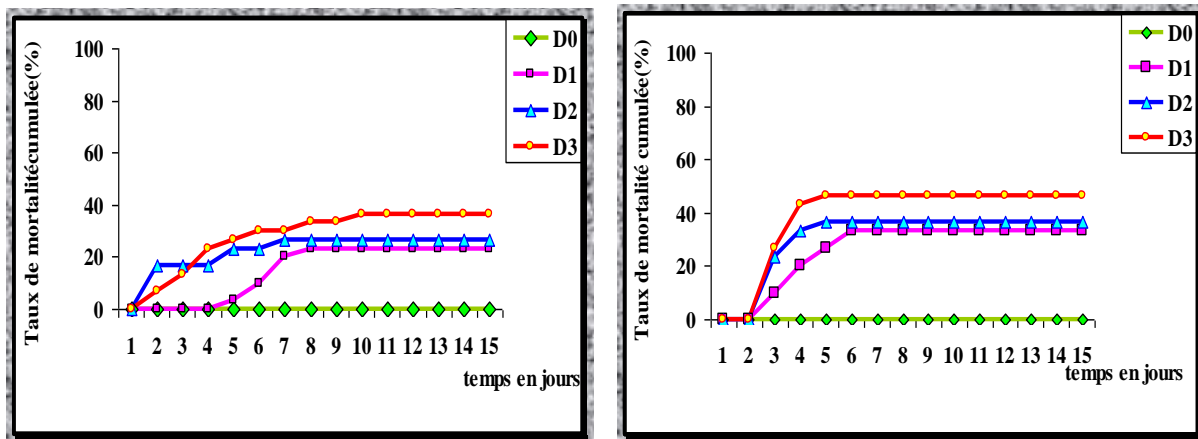 Taux de mortalitécumulée(%)
100
80
60
40
20
0
1 2 3 4 5 6 7 8 9 10 11 12 13 14 15
temps en jours
D0
D1
D2
D3
Taux de mortalité cumulée(%)
100
80
60
40
20
0
1 2 3 4 5 6 7 8 9 10 11 12 13 14 15
temps en jours
D0
D1
D2
D3